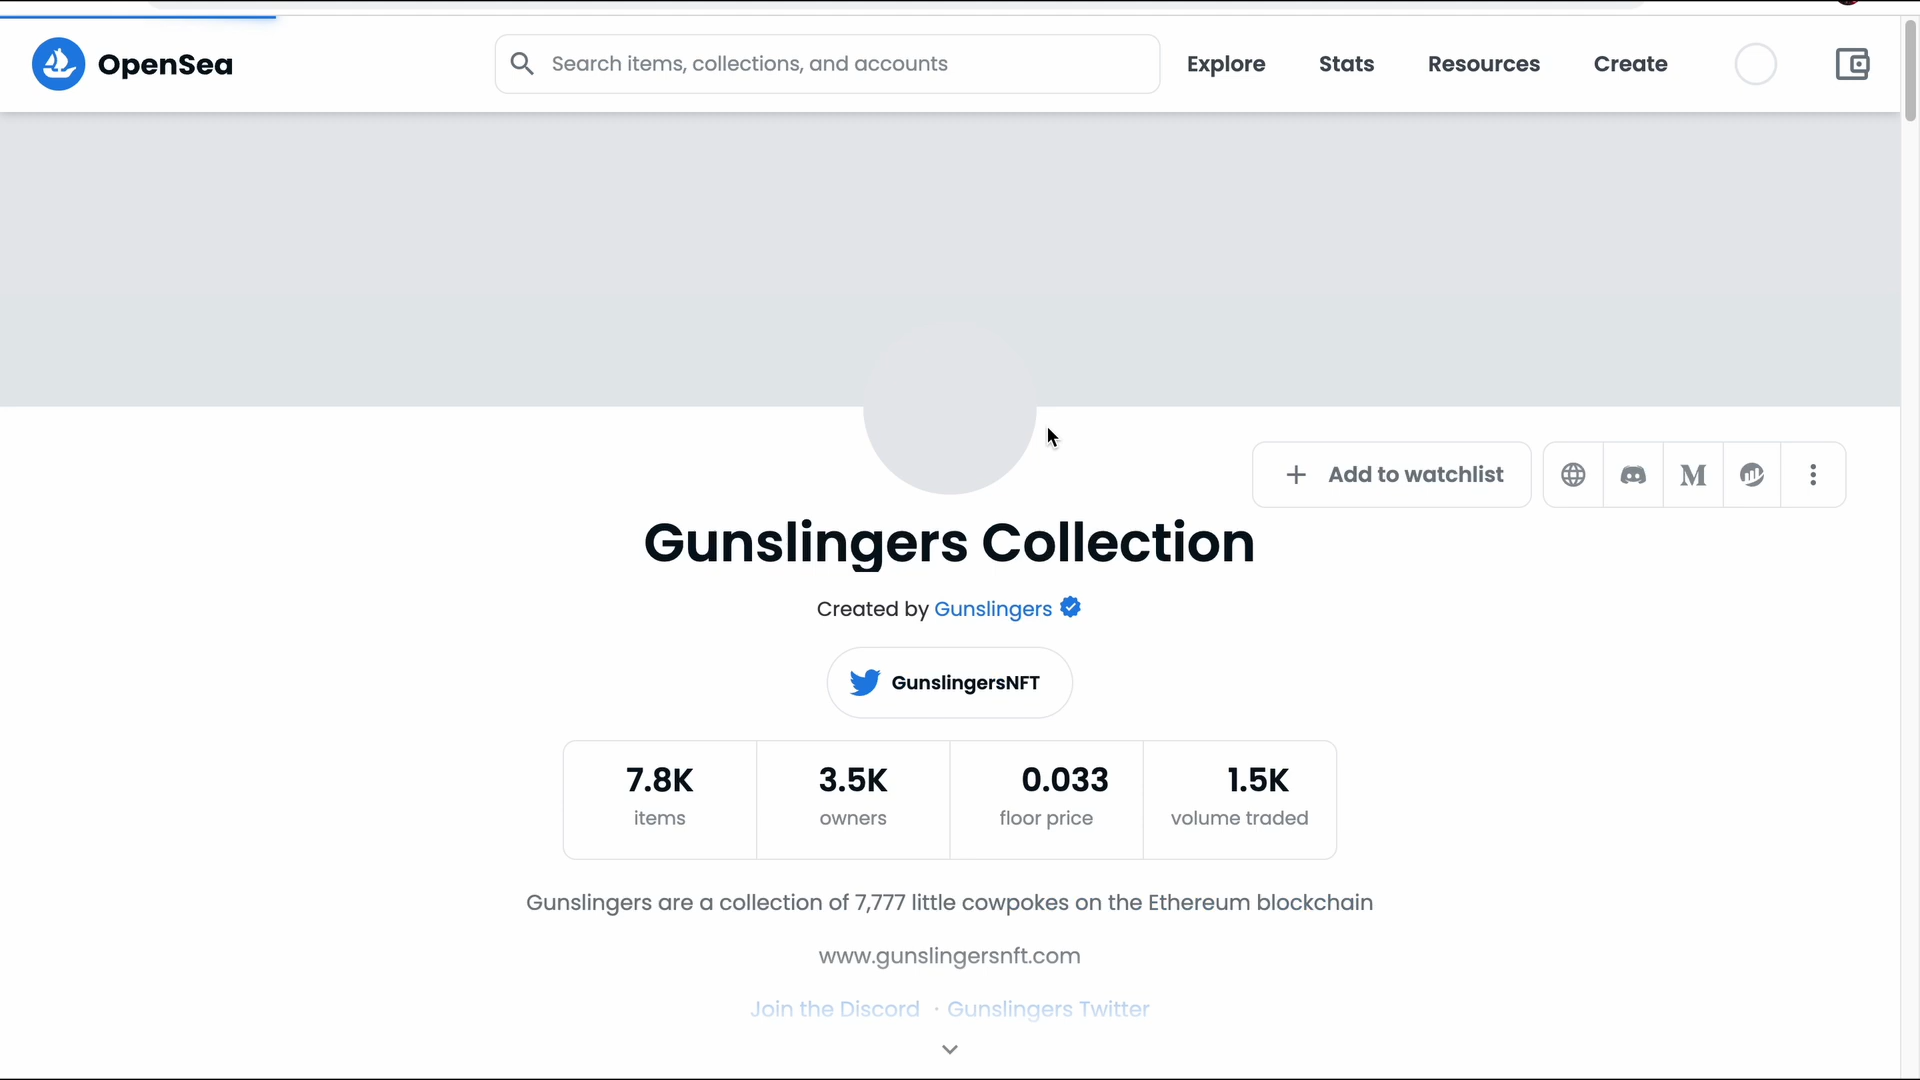 OpenSea
Search items, collections, and accounts
Explore
Stats
Resources
Create
Add to watchlist
Gunslingers Collection
Created by Gunslingers
GunslingersNFT
7.8K
items
3.5K
owners
0.033
floor price
1.5K
volume traded
Gunslingers are a collection of 7,777 little cowpokes on the Ethereum blockchain
www.gunslingersnft.com
Join the Discord · Gunslingers Twitter